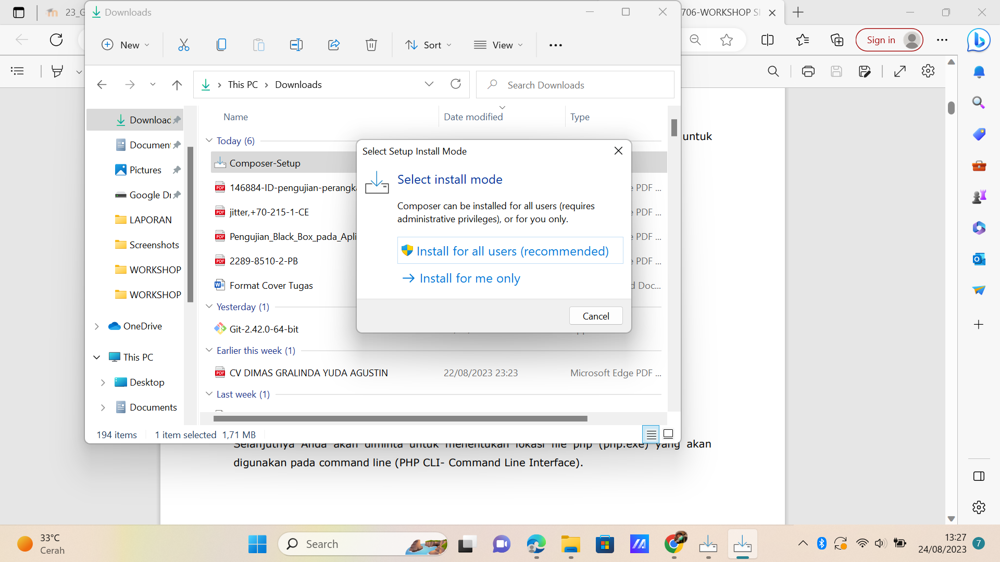 23_G
Downloads
706-WORKSHOP SI
New
Sort
View
Sign in
This PC
Downloads
Search Downloads
Name
Date modified
Type
Downloac
Documen
Pictures
Google Dr
LAPORAN
Screenshots
WORKSHOP
WORKSHOP
OneDrive
This PC
Desktop
Documents
Today (6)
Composer-Setup
146884-ID-pengujian-perangka
PDF ...
jitter,+70-215-1-CE
PDF ...
Pengujian_Black_Box_pada_Apli
PDF ...
2289-8510-2-PB
PDF ...
Format Cover Tugas
d Doc...
Yesterday (1)
Git-2.42.0-64-bit
Earlier this week (1)
CV DIMAS GRALINDA YUDA AGUSTIN
22/08/2023 23:23
Microsoft Edge PDF ...
Last week (1)
194 items
1 item selected 1,71 MB
Select Setup Install Mode
Select install mode
Composer can be installed for all users (requires
administrative privileges), or for you only.
Install for all users (recommended)
Install for me only
Cancel
untuk
Selanjutnya Anda akan diminta untuk menentukan lokasi file php (php.exe) yang akan
digunakan pada command line (PHP CLI- Command Line Interface).
33°C
Cerah
Search
13:27
24/08/2023
7